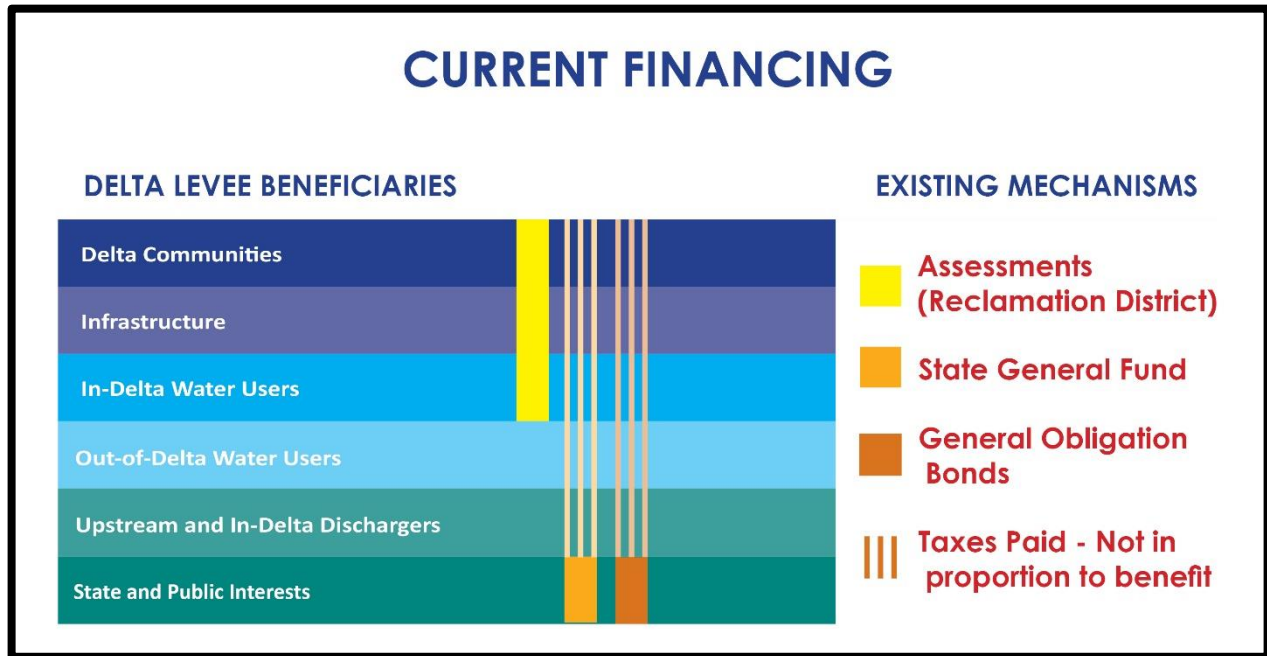 CURRENT FINANCING
DELTA LEVEE BENEFICIARIES
Delta Communities
Infrastructure
In-Delta Water Users
Out-of-Delta Water Users
Upstream and In-Delta Dischargers
State and Public Interests
EXISTING MECHANISMS
Assessments
(Reclamation District)
State General Fund
General Obligation
Bonds
Taxes Paid - Not in
proportion to benefit